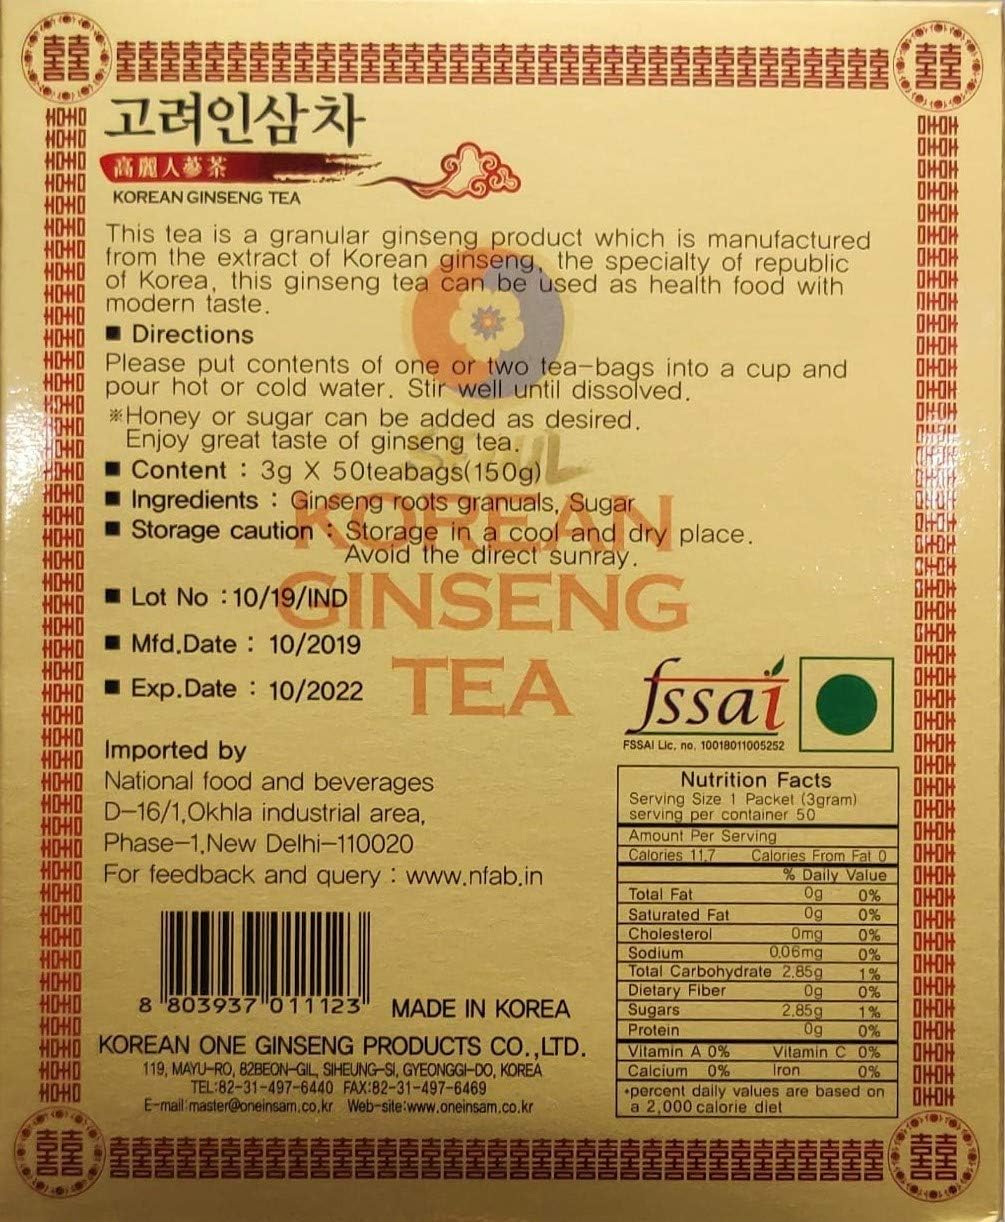 고려인삼차
高麗人蔘茶
KOREAN GINSENG TEA
This tea is a granular ginseng product which is manufactured
from the extract of Korean ginseng, the specialty of republic
of Korea, this ginseng tea can be used as health food with
modern taste.
■ Directions
Please put contents of one or two tea-bags into a cup and
pour hot or cold water. Stir well until dissolved.
※Honey or sugar can be added as desired.
Enjoy great taste of ginseng tea.
■ Content : 3g X 50teabags(150g)
■ Ingredients : Ginseng roots granuals, Sugar
■ Storage caution : Storage in a cool and dry place.
Avoid the direct sunray.
KOREAN
GINSENG
TEA
■ Lot No :10/19/IND
■ Mfd.Date : 10/2019
■ Exp.Date : 10/2022
fssai
FSSAI Lic. no. 10018011005252
Imported by
National food and beverages
D-16/1,Okhla industrial area,
Phase-1,New Delhi-110020
For feedback and query : www.nfab.in
8 803937 011123
MADE IN KOREA
KOREAN ONE GINSENG PRODUCTS CO.,LTD.
119, MAYU-RO, 82BEON-GIL, SIHEUNG-SI, GYEONGGI-DO, KOREA
TEL:82-31-497-6440 FAX:82-31-497-6469
E-mail:master@oneinsam.co.kr Web-site:www.oneinsam.co.kr
Nutrition Facts
Serving Size 1 Packet (3gram)
serving per container 50
Amount Per Serving
Calories 11.7 Calories From Fat 0
% Daily Value
Total Fat 0g 0%
Saturated Fat 0g 0%
Cholesterol 0mg 0%
Sodium 0.06mg 0%
Total Carbohydrate 2.85g 1%
Dietary Fiber 0g 0%
Sugars 2.85g 1%
Protein 0g 0%
Vitamin A 0% Vitamin C 0%
Calcium 0% Iron 0%
*percent daily values are based on
a 2,000 calorie diet